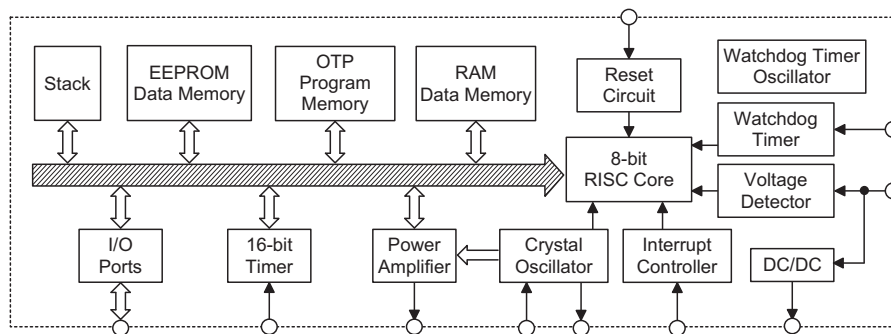 Stack
EEPROM
Data Memory
OTP
Program
Memory
RAM
Data Memory
Reset
Circuit
Watchdog Timer
Oscillator
Watchdog
Timer
8-bit
RISC Core
Voltage
Detector
I/O
Ports
16-bit
Timer
Power
Amplifier
Crystal
Oscillator
Interrupt
Controller
DC/DC